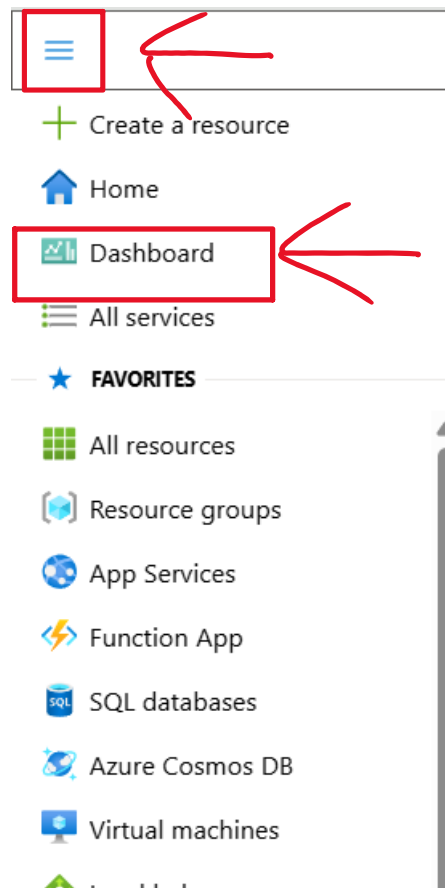 Create a resource
Home
Dashboard
All services
FAVORITES
All resources
Resource groups
App Services
Function App
SQL
SQL databases
Azure Cosmos DB
Virtual machines